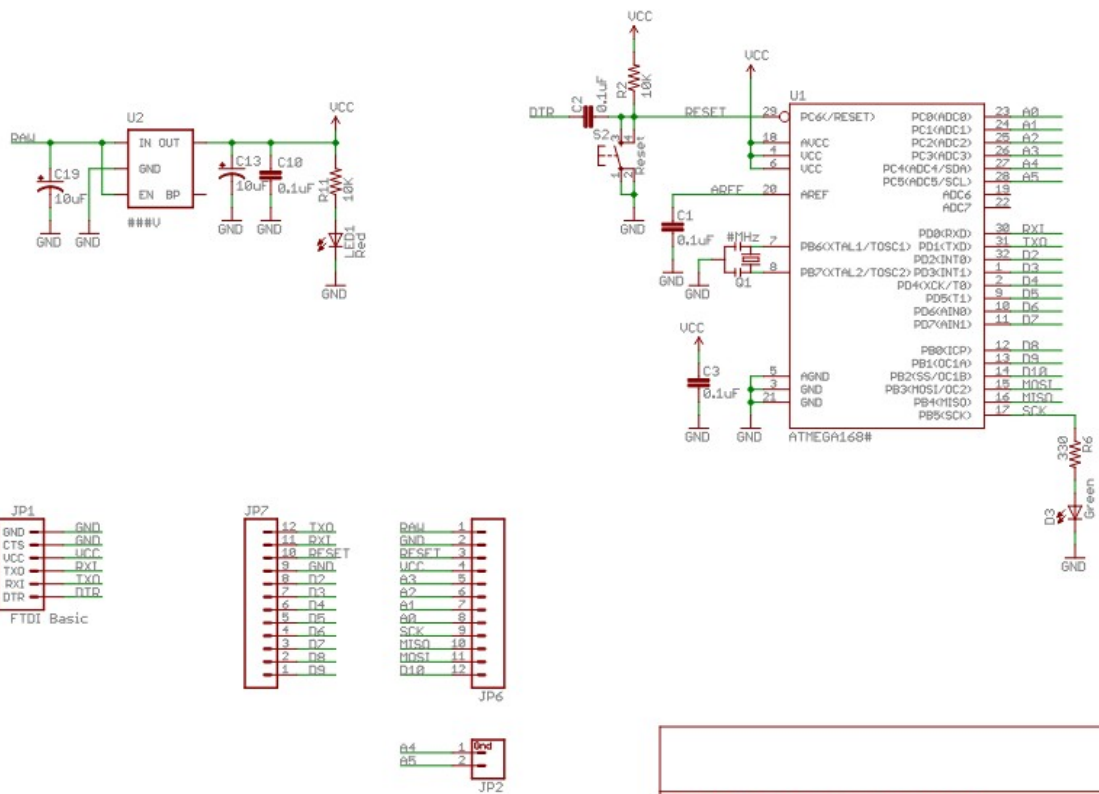 VCC
VCC
U2
RAW
IN OUT
GND
EN BP
###V
C19
10uF
C13
10uF
C10
0.1uF
VCC
R11
10K
LED1
Red
GND
GND
GND
GND
GND
DTR
C2
0.1uF
R2
10K
RESET
S2
Reset
3
4
1
2
GND
AREF
C1
0.1uF
GND
#MHz
Q1
GND
VCC
C3
0.1uF
GND
GND
U1
29 PC6(/RESET)
18 AVCC
4 VCC
6 VCC
20 AREF
7 PB6(XTAL1/TOSC1)
8 PB7(XTAL2/TOSC2)
5 AGND
3 GND
21 GND
PC0(ADC0) 23 A0
PC1(ADC1) 24 A1
PC2(ADC2) 25 A2
PC3(ADC3) 26 A3
PC4(ADC4/SDA) 27 A4
PC5(ADC5/SCL) 28 A5
ADC6 19
ADC7 22
PD0(RXD) 30 RXI
PD1(TXD) 31 TXO
PD2(INT0) 32 D2
PD3(INT1) 1 D3
PD4(XCK/T0) 2 D4
PD5(T1) 9 D5
PD6(AIN0) 10 D6
PD7(AIN1) 11 D7
PB0(ICP) 12 D8
PB1(OC1A) 13 D9
PB2(SS/OC1B) 14 D10
PB3(MOSI/OC2) 15 MOSI
PB4(MISO) 16 MISO
PB5(SCK) 17 SCK
ATMEGA168#
330
R6
D3
Green
GND
JP1
GND GND
CTS GND
VCC VCC
TXO RXI
RXI TXO
DTR DTR
FTDI Basic
JP7
12 TXO
11 RXI
10 RESET
9 GND
8 D2
7 D3
6 D4
5 D5
4 D6
3 D7
2 D8
1 D9
RAW 1
GND 2
RESET 3
VCC 4
A3 5
A2 6
A1 7
A0 8
SCK 9
MISO 10
MOSI 11
D10 12
JP6
A4 1 Gnd
A5 2
JP2